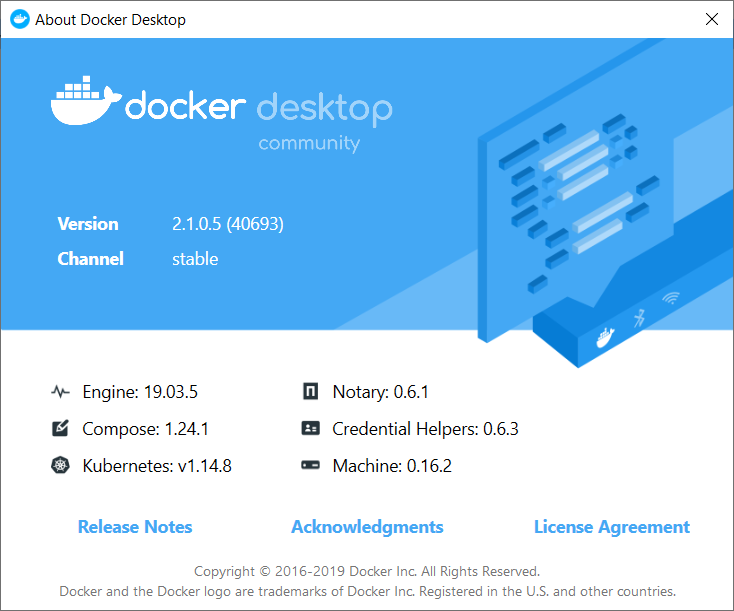 About Docker Desktop
docker desktop
community
Version 2.1.0.5 (40693)
Channel stable
Engine: 19.03.5
Notary: 0.6.1
Compose: 1.24.1
Credential Helpers: 0.6.3
Kubernetes: v1.14.8
Machine: 0.16.2
Release Notes
Acknowledgments
License Agreement
Copyright © 2016-2019 Docker Inc. All Rights Reserved.
Docker and the Docker logo are trademarks of Docker Inc. Registered in the U.S. and other countries.